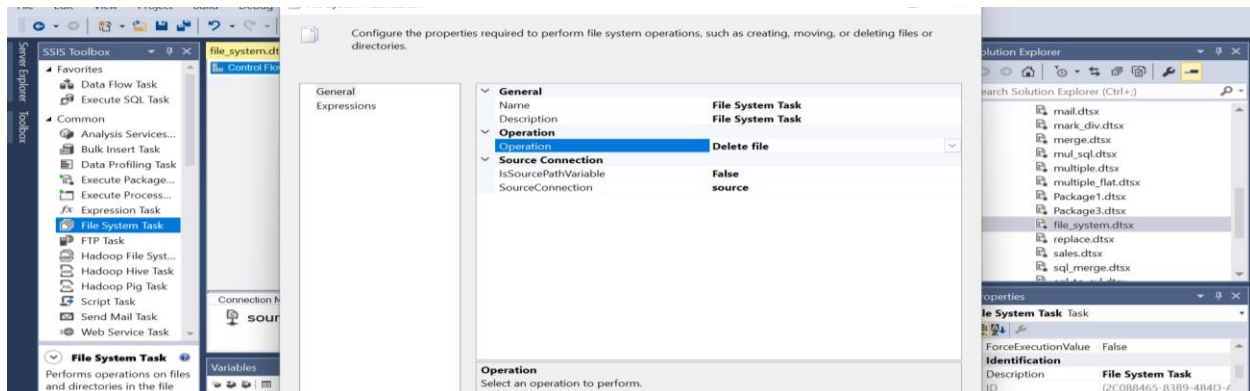 Configure the properties required to perform file system operations, such as creating, moving, or deleting files or
directories.
Server Explorer
Toolbox
SSIS Toolbox
Favorites
Data Flow Task
Execute SQL Task
Common
Analysis Services...
Bulk Insert Task
Data Profiling Task
Execute Package...
Execute Process...
Expression Task
File System Task
FTP Task
Hadoop File Syst...
Hadoop Hive Task
Hadoop Pig Task
Script Task
Send Mail Task
Web Service Task
File System Task
Performs operations on files
and directories in the file
file_system.dt
Control Flo
Connection M
sour
Variables
General
Expressions
General
Name File System Task
Description File System Task
Operation
Operation Delete file
Source Connection
IsSourcePathVariable False
SourceConnection source
Operation
Select an operation to perform.
olution Explorer
earch Solution Explorer (Ctrl+;)
mail.dtsx
mark_div.dtsx
merge.dtsx
mul_sql.dtsx
multiple.dtsx
multiple_flat.dtsx
Package1.dtsx
Package3.dtsx
file_system.dtsx
replace.dtsx
sales.dtsx
sql_merge.dtsx
operties
le System Task Task
ForceExecutionValue False
Identification
Description File System Task
ID